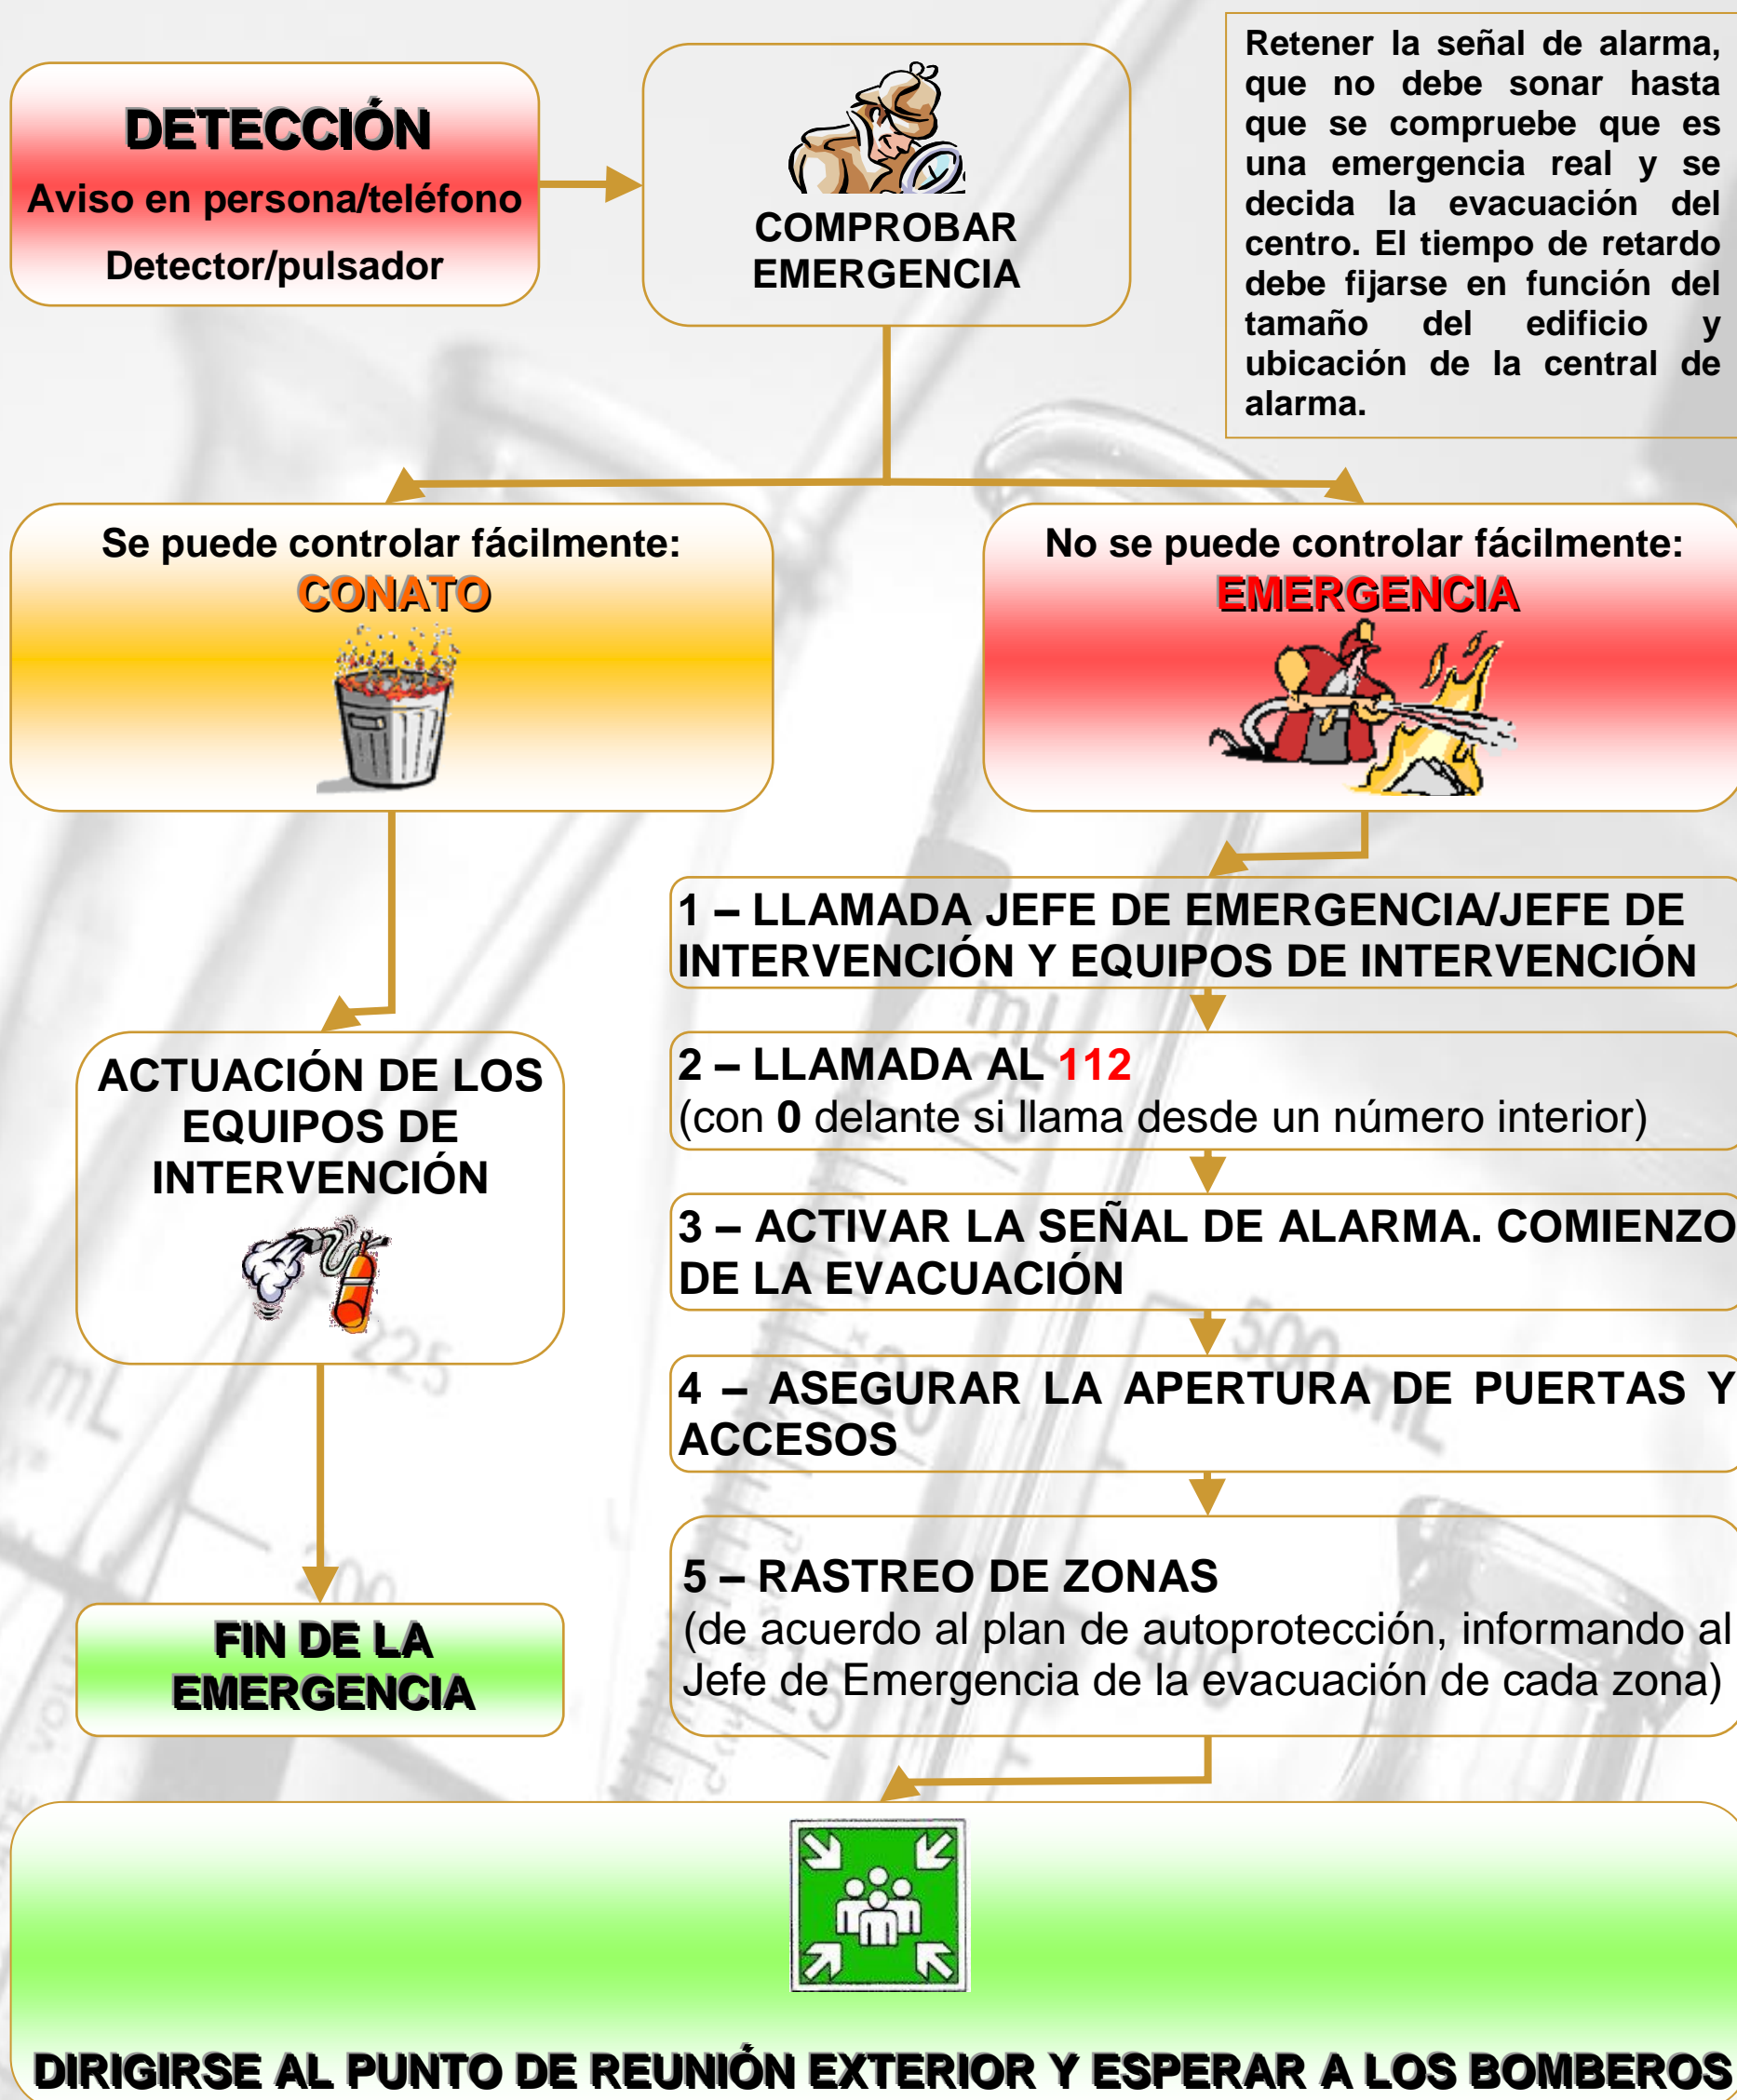 DETECCIÓN
Aviso en persona/teléfono
Detector/pulsador
COMPROBAR
EMERGENCIA
Retener la señal de alarma,
que no debe sonar hasta
que se compruebe que es
una emergencia real y se
decida la evacuación del
centro. El tiempo de retardo
debe fijarse en función del
tamaño del edificio y
ubicación de la central de
alarma.
Se puede controlar fácilmente:
CONATO
No se puede controlar fácilmente:
EMERGENCIA
ACTUACIÓN DE LOS
EQUIPOS DE
INTERVENCIÓN
FIN DE LA
EMERGENCIA
1 – LLAMADA JEFE DE EMERGENCIA/JEFE DE
INTERVENCIÓN Y EQUIPOS DE INTERVENCIÓN
2 – LLAMADA AL 112
(con 0 delante si llama desde un número interior)
3 – ACTIVAR LA SEÑAL DE ALARMA. COMIENZO
DE LA EVACUACIÓN
4 – ASEGURAR LA APERTURA DE PUERTAS Y
ACCESOS
5 – RASTREO DE ZONAS
(de acuerdo al plan de autoprotección, informando al
Jefe de Emergencia de la evacuación de cada zona)
DIRIGIRSE AL PUNTO DE REUNIÓN EXTERIOR Y ESPERAR A LOS BOMBEROS
mL
225
200
500 mL